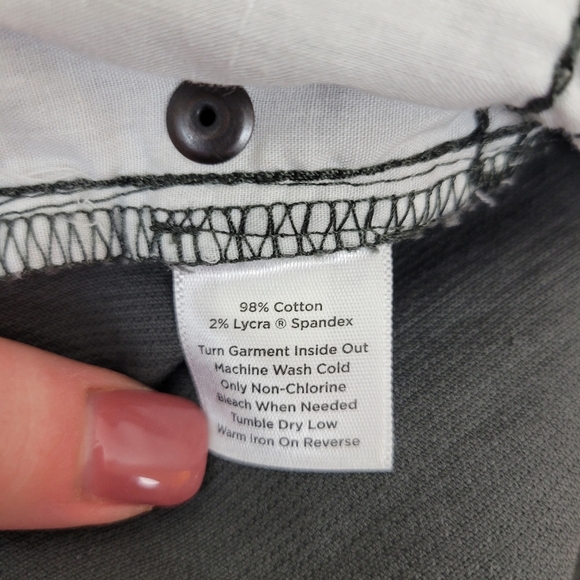 98% Cotton
2% Lycra ® Spandex
Turn Garment Inside Out
Machine Wash Cold
Only Non-Chlorine
Bleach When Needed
Tumble Dry Low
Warm Iron On Reverse